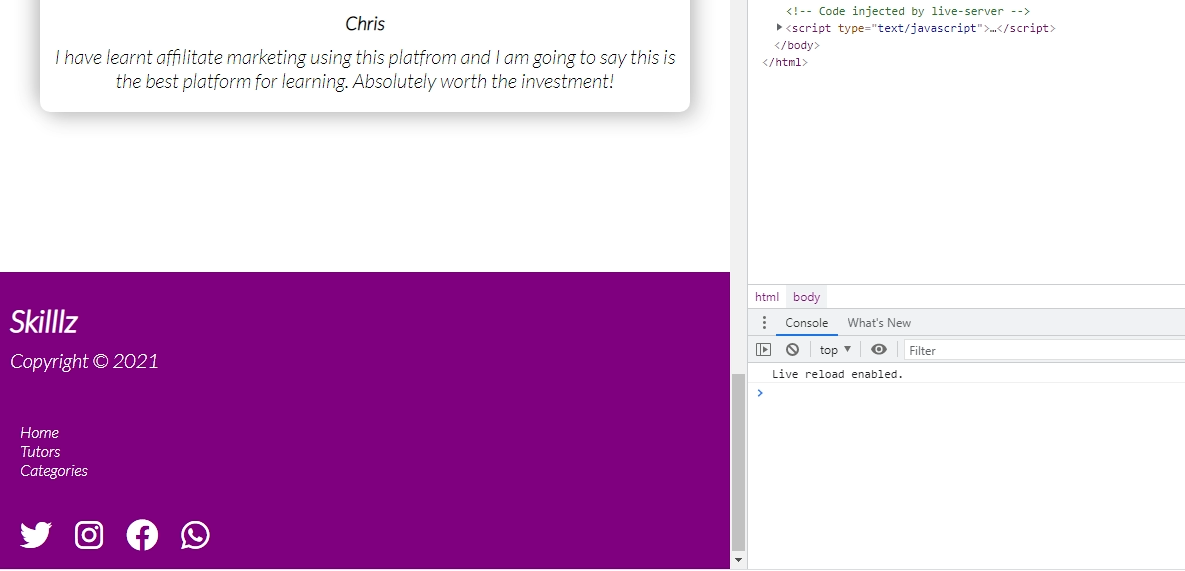 Chris
I have learnt affilitate marketing using this platfrom and I am going to say this is
the best platform for learning. Absolutely worth the investment!
Skilllz
Copyright © 2021
Home
Tutors
Categories
<!-- Code injected by live-server -->
<script type="text/javascript">…</script>
</body>
</html>
html body
Console What's New
top Filter
Live reload enabled.